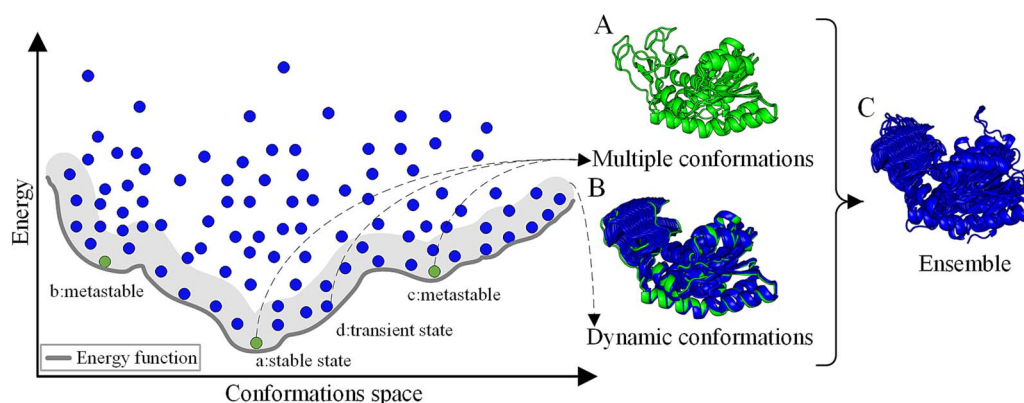 Energy
b:metastable
c:metastable
d:transient state
a:stable state
Energy function
Conformations space
A
Multiple conformations
B
Dynamic conformations
C
Ensemble